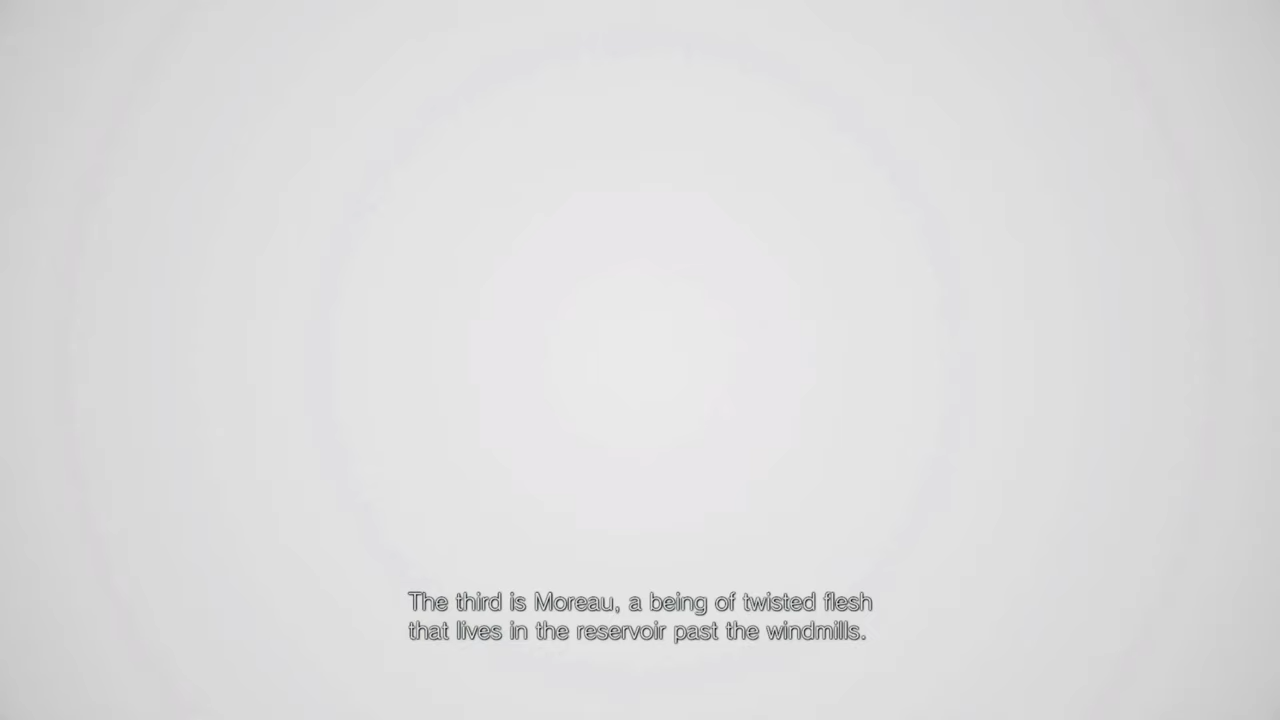 The third is Moreau, a being of twisted flesh
that lives in the reservoir past the windmills.